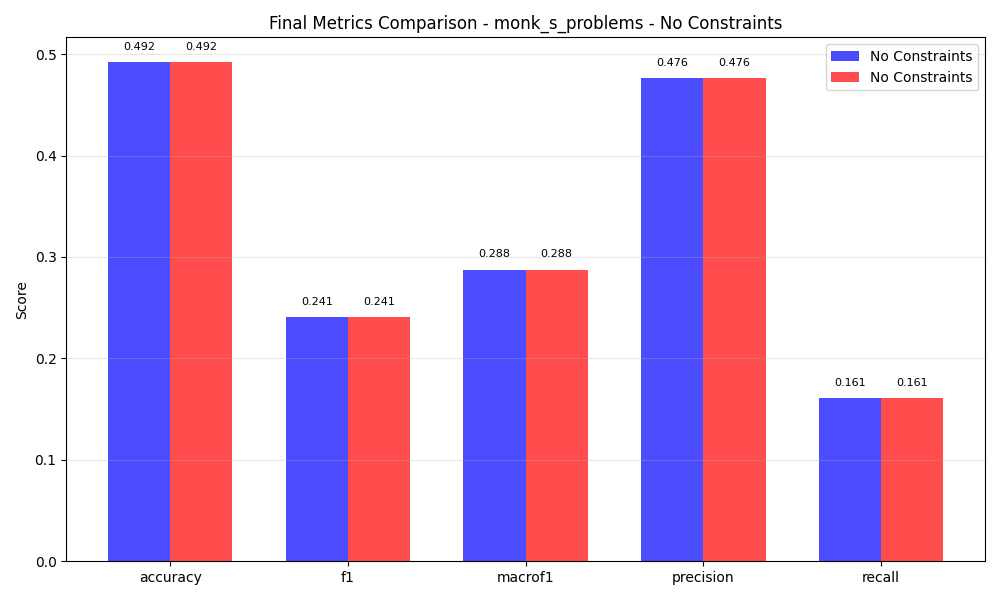 Final Metrics Comparison - monk_s_problems - No Constraints
No Constraints
No Constraints
Score
0.5
0.4
0.3
0.2
0.1
0.0
0.492 0.492
0.241 0.241
0.288 0.288
0.476 0.476
0.161 0.161
accuracy f1 macrof1 precision recall